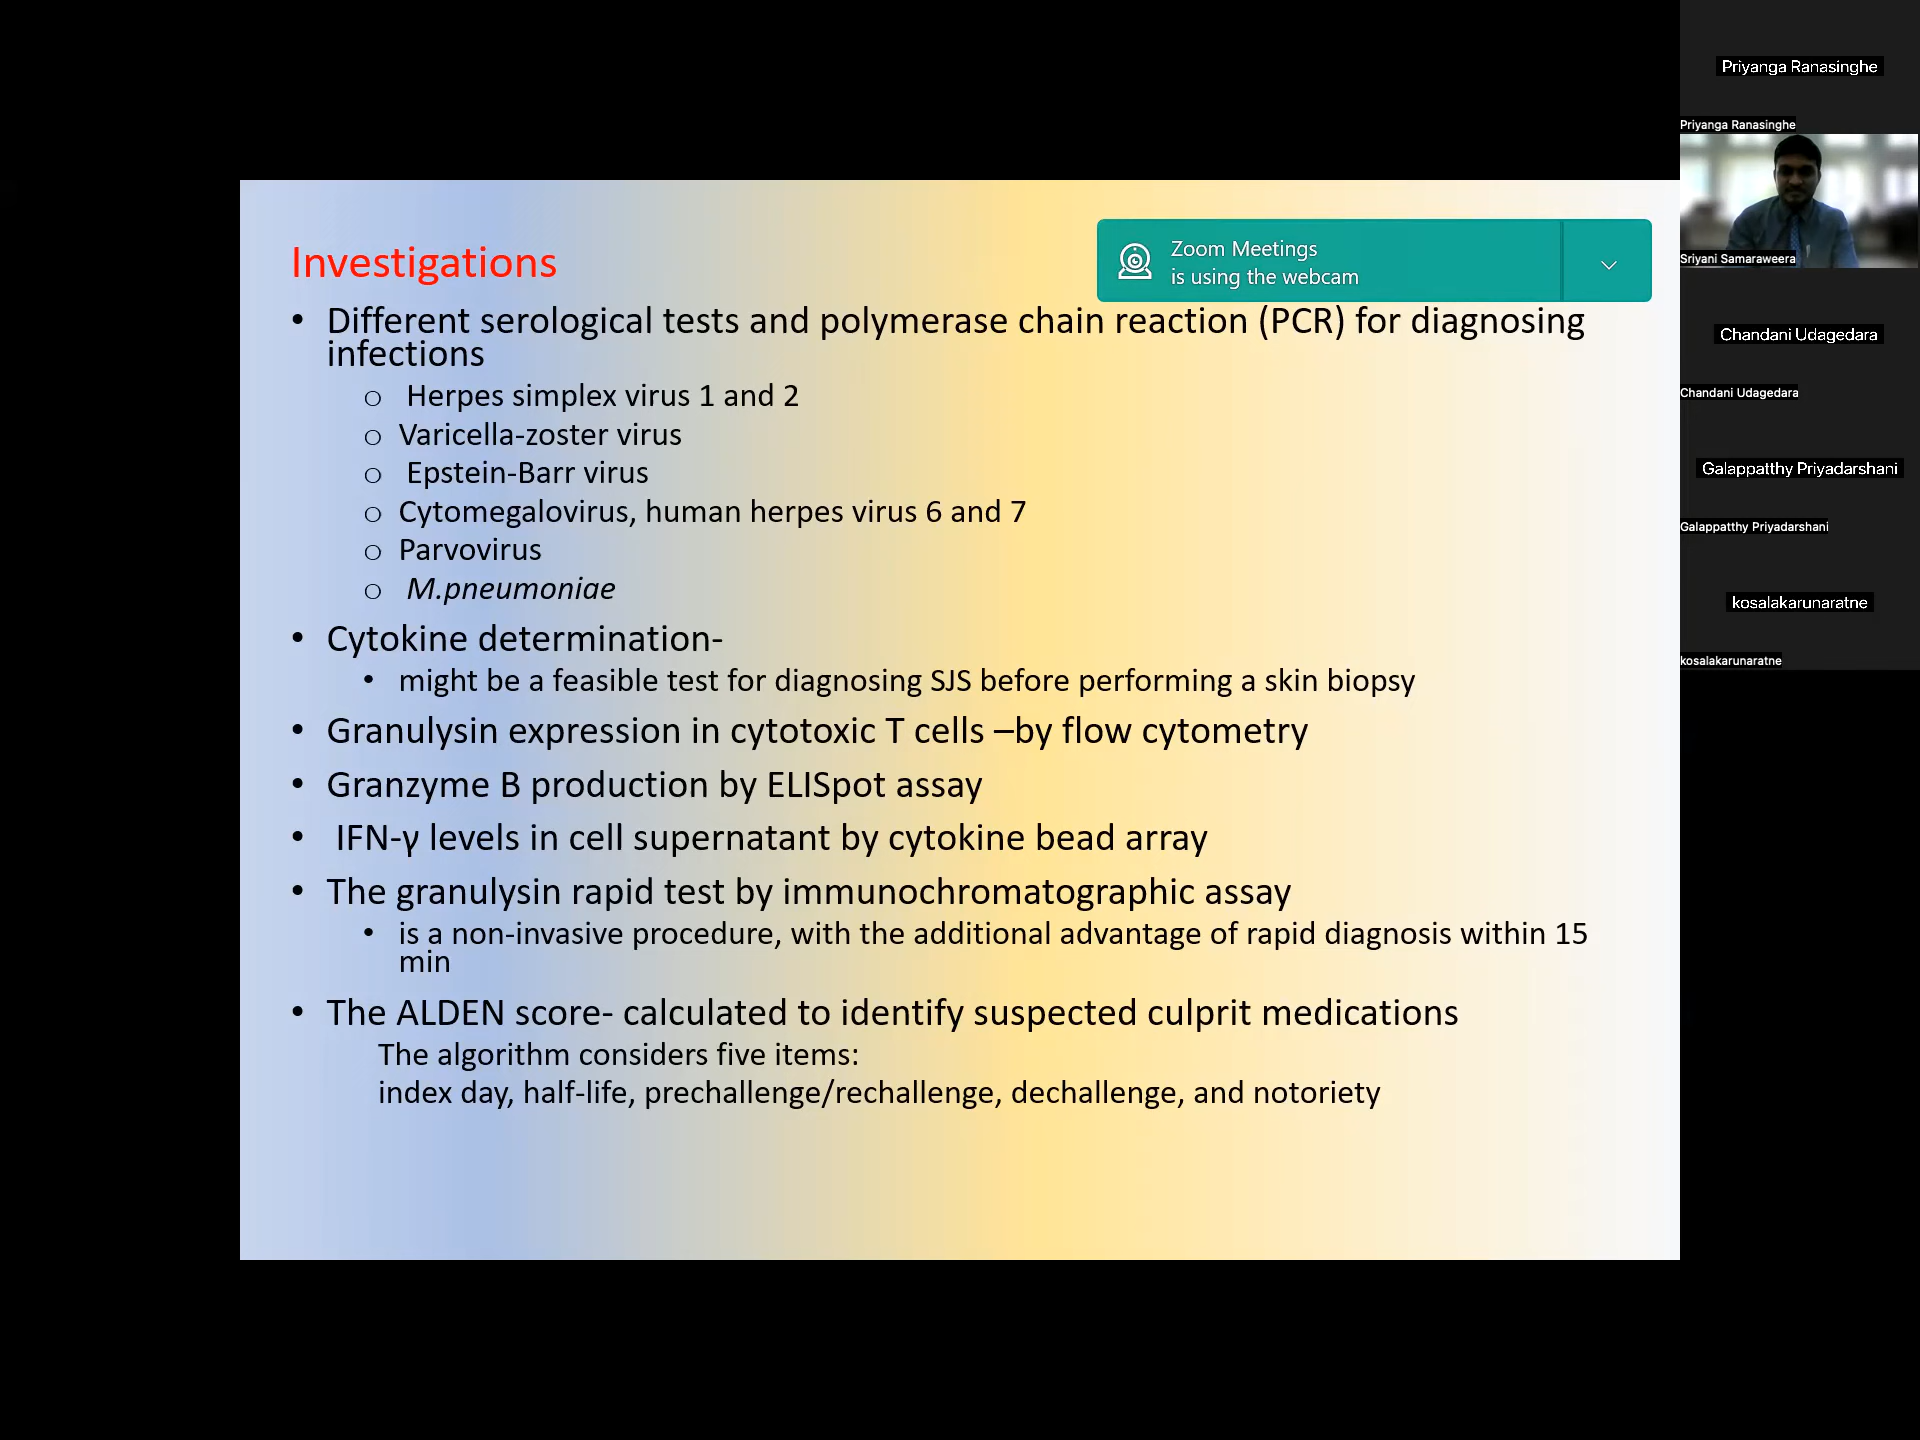 Investigations
Zoom Meetings
is using the webcam
• Different serological tests and polymerase chain reaction (PCR) for diagnosing
infections
o Herpes simplex virus 1 and 2
o Varicella-zoster virus
o Epstein-Barr virus
o Cytomegalovirus, human herpes virus 6 and 7
o Parvovirus
o M.pneumoniae
• Cytokine determination-
• might be a feasible test for diagnosing SJS before performing a skin biopsy
• Granulysin expression in cytotoxic T cells –by flow cytometry
• Granzyme B production by ELISpot assay
• IFN-γ levels in cell supernatant by cytokine bead array
• The granulysin rapid test by immunochromatographic assay
• is a non-invasive procedure, with the additional advantage of rapid diagnosis within 15
min
• The ALDEN score- calculated to identify suspected culprit medications
The algorithm considers five items:
index day, half-life, prechallenge/rechallenge, dechallenge, and notoriety
Priyanga Ranasinghe
Priyanga Ranasinghe
Sriyani Samaraweera
Chandani Udagedara
Chandani Udagedara
Galappatthy Priyadarshani
Galappatthy Priyadarshani
kosalakarunaratne
kosalakarunaratne